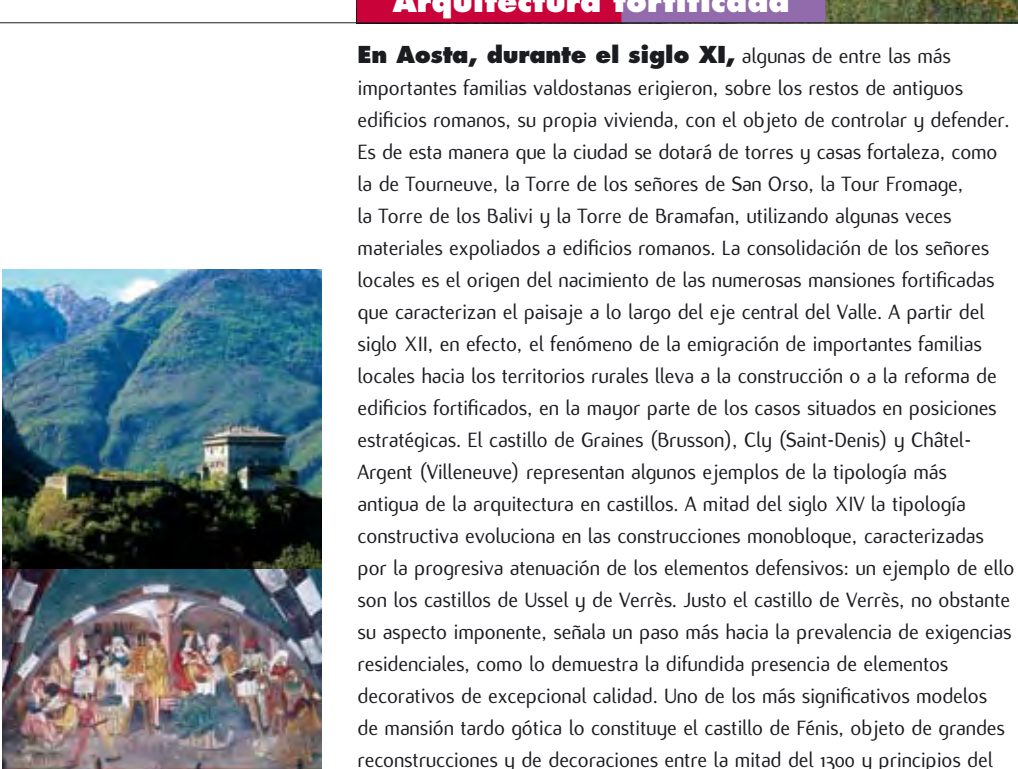 Arquitectura fortificada
En Aosta, durante el siglo XI, algunas de entre las más
importantes familias valdostanas erigieron, sobre los restos de antiguos
edificios romanos, su propia vivienda, con el objeto de controlar y defender.
Es de esta manera que la ciudad se dotará de torres y casas fortaleza, como
la de Tourneuve, la Torre de los señores de San Orso, la Tour Fromage,
la Torre de los Balivi y la Torre de Bramafan, utilizando algunas veces
materiales expoliados a edificios romanos. La consolidación de los señores
locales es el origen del nacimiento de las numerosas mansiones fortificadas
que caracterizan el paisaje a lo largo del eje central del Valle. A partir del
siglo XII, en efecto, el fenómeno de la emigración de importantes familias
locales hacia los territorios rurales lleva a la construcción o a la reforma de
edificios fortificados, en la mayor parte de los casos situados en posiciones
estratégicas. El castillo de Graines (Brusson), Cly (Saint-Denis) y Châtel-
Argent (Villeneuve) representan algunos ejemplos de la tipología más
antigua de la arquitectura en castillos. A mitad del siglo XIV la tipología
constructiva evoluciona en las construcciones monobloque, caracterizadas
por la progresiva atenuación de los elementos defensivos: un ejemplo de ello
son los castillos de Ussel y de Verrès. Justo el castillo de Verrès, no obstante
su aspecto imponente, señala un paso más hacia la prevalencia de exigencias
residenciales, como lo demuestra la difundida presencia de elementos
decorativos de excepcional calidad. Uno de los más significativos modelos
de mansión tardo gótica lo constituye el castillo de Fénis, objeto de grandes
reconstrucciones y de decoraciones entre la mitad del 1300 y principios del